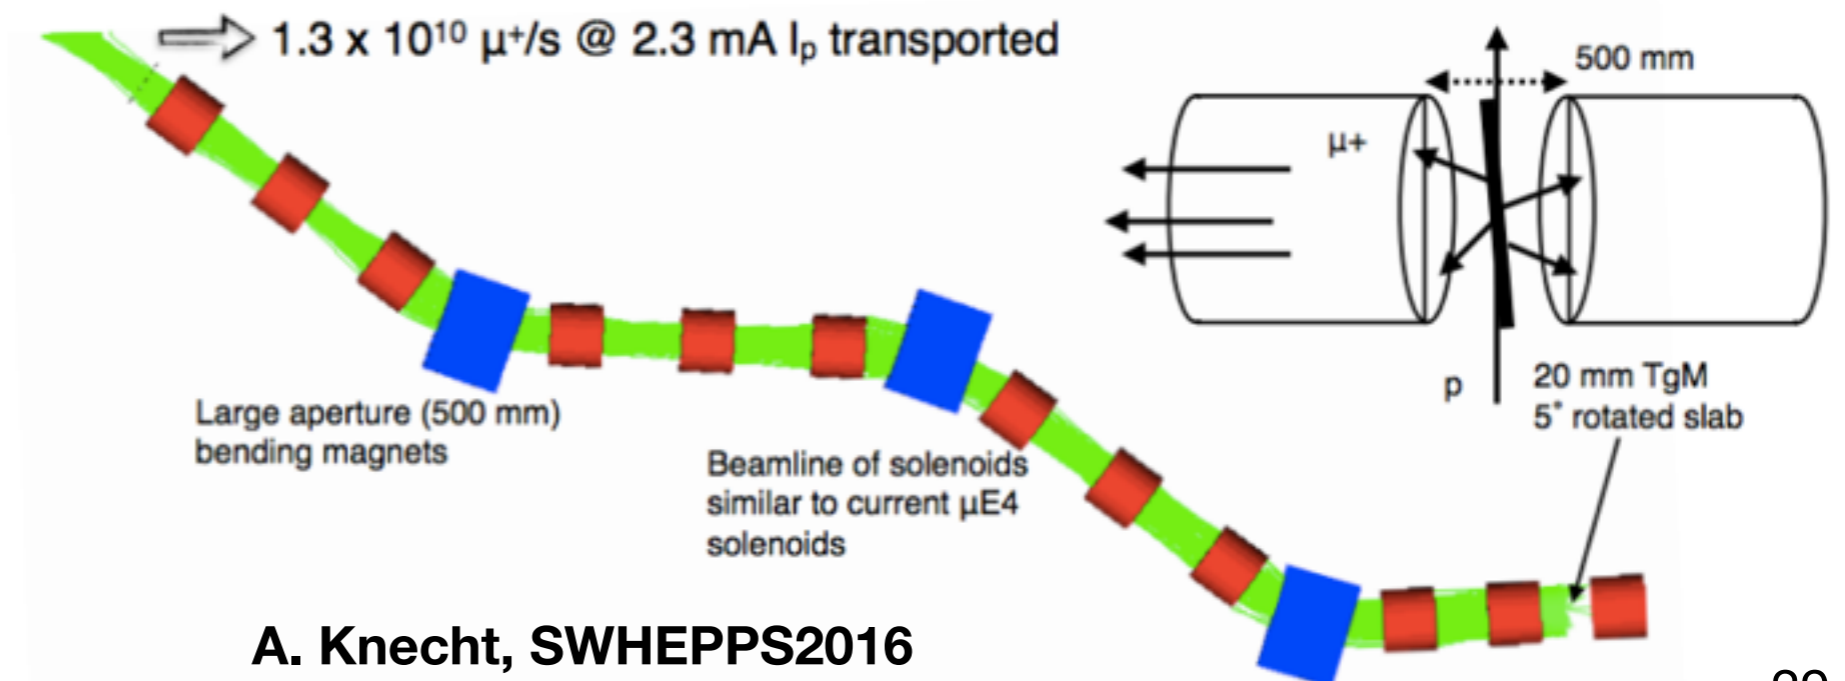 ⇨ 1.3 x 10¹⁰ μ⁺/s @ 2.3 mA Iₚ transported
500 mm
μ+
p
20 mm TgM
5˚ rotated slab
Large aperture (500 mm)
bending magnets
Beamline of solenoids
similar to current μE4
solenoids
A. Knecht, SWHEPPS2016